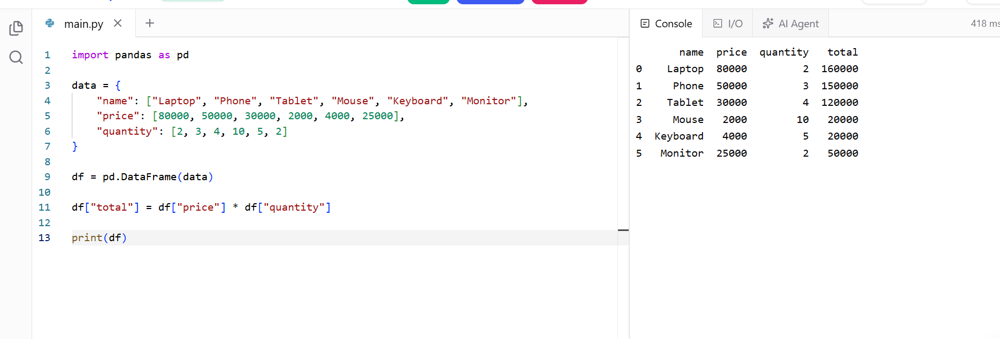 main.py
1 import pandas as pd
2
3 data = {
4     "name": ["Laptop", "Phone", "Tablet", "Mouse", "Keyboard", "Monitor"],
5     "price": [80000, 50000, 30000, 2000, 4000, 25000],
6     "quantity": [2, 3, 4, 10, 5, 2]
7 }
8
9 df = pd.DataFrame(data)
10
11 df["total"] = df["price"] * df["quantity"]
12
13 print(df)
Console I/O AI Agent 418 ms
       name  price  quantity   total
0    Laptop  80000         2  160000
1     Phone  50000         3  150000
2    Tablet  30000         4  120000
3     Mouse   2000        10   20000
4  Keyboard   4000         5   20000
5   Monitor  25000         2   50000